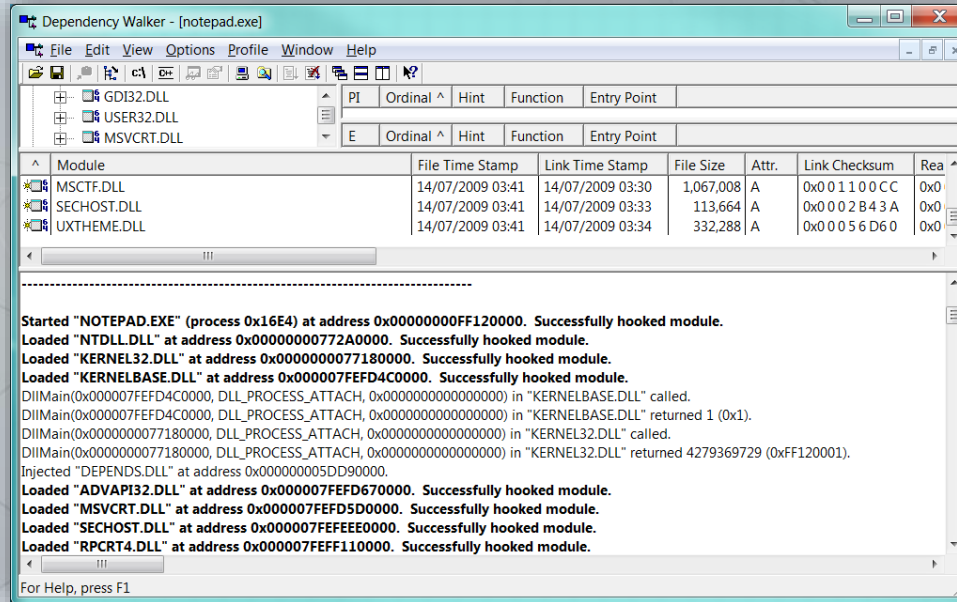 Dependency Walker - [notepad.exe]
File Edit View Options Profile Window Help
c:\ C++
GDI32.DLL
USER32.DLL
MSVCRT.DLL
PI Ordinal ^ Hint Function Entry Point
E Ordinal ^ Hint Function Entry Point
^ Module File Time Stamp Link Time Stamp File Size Attr. Link Checksum Rea
MSCTF.DLL 14/07/2009 03:41 14/07/2009 03:30 1,067,008 A 0x001100CC 0x0
SECHOST.DLL 14/07/2009 03:41 14/07/2009 03:33 113,664 A 0x0002B43A 0x0
UXTHEME.DLL 14/07/2009 03:41 14/07/2009 03:34 332,288 A 0x00056D60 0x0
--------------------------------------------------------------------------------
Started "NOTEPAD.EXE" (process 0x16E4) at address 0x00000000FF120000. Successfully hooked module.
Loaded "NTDLL.DLL" at address 0x00000000772A0000. Successfully hooked module.
Loaded "KERNEL32.DLL" at address 0x0000000077180000. Successfully hooked module.
Loaded "KERNELBASE.DLL" at address 0x000007FEFD4C0000. Successfully hooked module.
DllMain(0x000007FEFD4C0000, DLL_PROCESS_ATTACH, 0x0000000000000000) in "KERNELBASE.DLL" called.
DllMain(0x000007FEFD4C0000, DLL_PROCESS_ATTACH, 0x0000000000000000) in "KERNELBASE.DLL" returned 1 (0x1).
DllMain(0x0000000077180000, DLL_PROCESS_ATTACH, 0x0000000000000000) in "KERNEL32.DLL" called.
DllMain(0x0000000077180000, DLL_PROCESS_ATTACH, 0x0000000000000000) in "KERNEL32.DLL" returned 4279369729 (0xFF120001).
Injected "DEPENDS.DLL" at address 0x000000005DD90000.
Loaded "ADVAPI32.DLL" at address 0x000007FEFD670000. Successfully hooked module.
Loaded "MSVCRT.DLL" at address 0x000007FEFD5D0000. Successfully hooked module.
Loaded "SECHOST.DLL" at address 0x000007FEFEEE0000. Successfully hooked module.
Loaded "RPCRT4.DLL" at address 0x000007FEFF110000. Successfully hooked module.
For Help, press F1